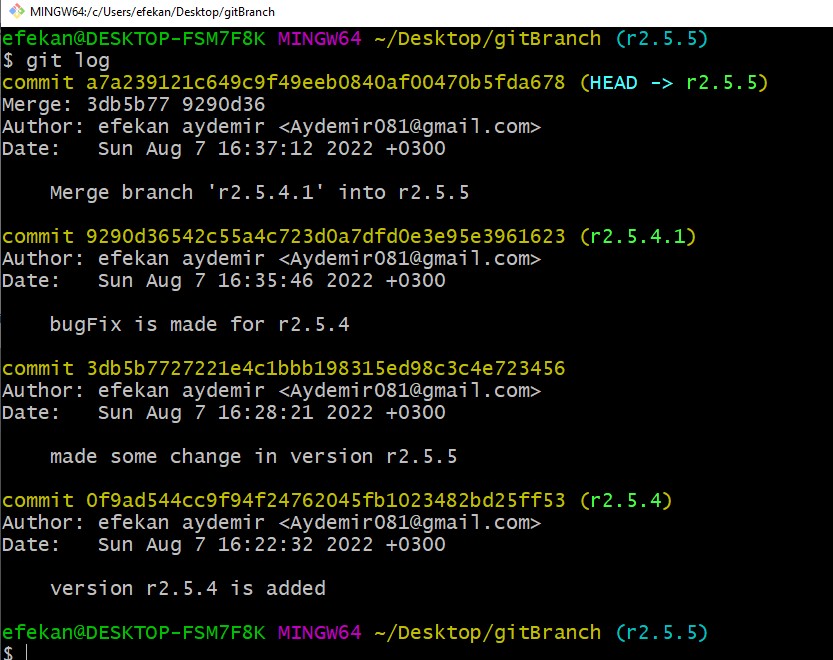 MINGW64:/c/Users/efekan/Desktop/gitBranch
efekan@DESKTOP-FSM7F8K MINGW64 ~/Desktop/gitBranch (r2.5.5)
$ git log
commit a7a239121c649c9f49eeb0840af00470b5fda678 (HEAD -> r2.5.5)
Merge: 3db5b77 9290d36
Author: efekan aydemir <Aydemir081@gmail.com>
Date:   Sun Aug 7 16:37:12 2022 +0300
    Merge branch 'r2.5.4.1' into r2.5.5
commit 9290d36542c55a4c723d0a7dfd0e3e95e3961623 (r2.5.4.1)
Author: efekan aydemir <Aydemir081@gmail.com>
Date:   Sun Aug 7 16:35:46 2022 +0300
    bugFix is made for r2.5.4
commit 3db5b7727221e4c1bbb198315ed98c3c4e723456
Author: efekan aydemir <Aydemir081@gmail.com>
Date:   Sun Aug 7 16:28:21 2022 +0300
    made some change in version r2.5.5
commit 0f9ad544cc9f94f24762045fb1023482bd25ff53 (r2.5.4)
Author: efekan aydemir <Aydemir081@gmail.com>
Date:   Sun Aug 7 16:22:32 2022 +0300
    version r2.5.4 is added
efekan@DESKTOP-FSM7F8K MINGW64 ~/Desktop/gitBranch (r2.5.5)
$